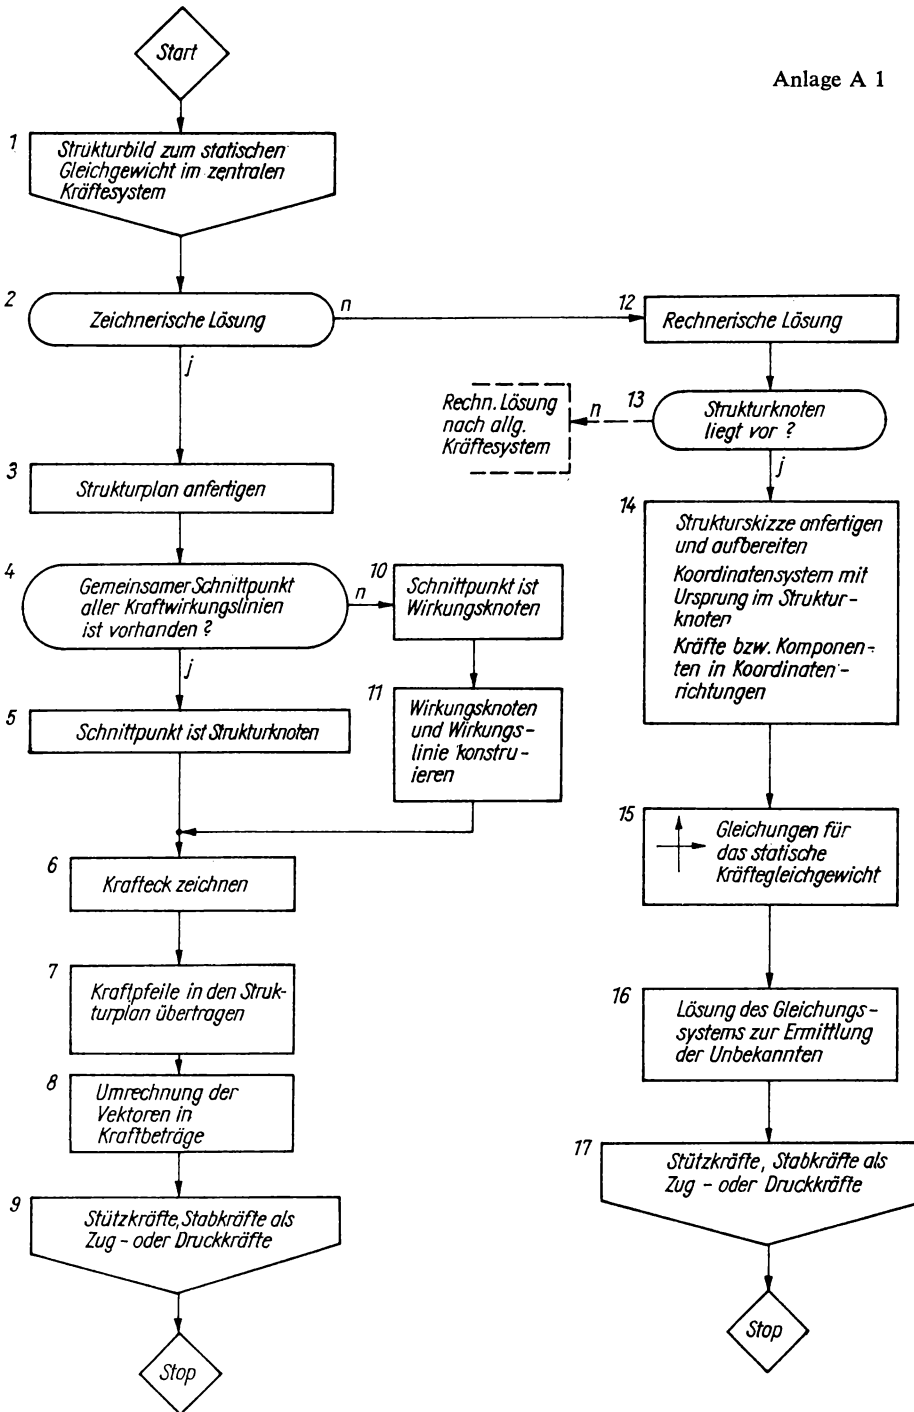 Anlage A 1
Start
1
Strukturbild zum statischen
Gleichgewicht im zentralen
Kräftesystem
2
Zeichnerische Lösung
n
j
3
Strukturplan anfertigen
4
Gemeinsamer Schnittpunkt
aller Kraftwirkungslinien
ist vorhanden ?
n
j
5
Schnittpunkt ist Strukturknoten
10
Schnittpunkt ist
Wirkungsknoten
11
Wirkungsknoten
und Wirkungs-
linie konstru-
ieren
6
Krafteck zeichnen
7
Kraftpfeile in den Struk-
turplan übertragen
8
Umrechnung der
Vektoren in
Kraftbeträge
9
Stützkräfte, Stabkräfte als
Zug - oder Druckkräfte
Stop
12
Rechnerische Lösung
13
Strukturknoten
liegt vor ?
n
j
Rechn. Lösung
nach allg.
Kräftesystem
14
Strukturskizze anfertigen
und aufbereiten
Koordinatensystem mit
Ursprung im Struktur-
knoten
Kräfte bzw. Komponen-
ten in Koordinaten-
richtungen
15
Gleichungen für
das statische
Kräftegleichgewicht
16
Lösung des Gleichungs-
systems zur Ermittlung
der Unbekannten
17
Stützkräfte, Stabkräfte als
Zug - oder Druckkräfte
Stop